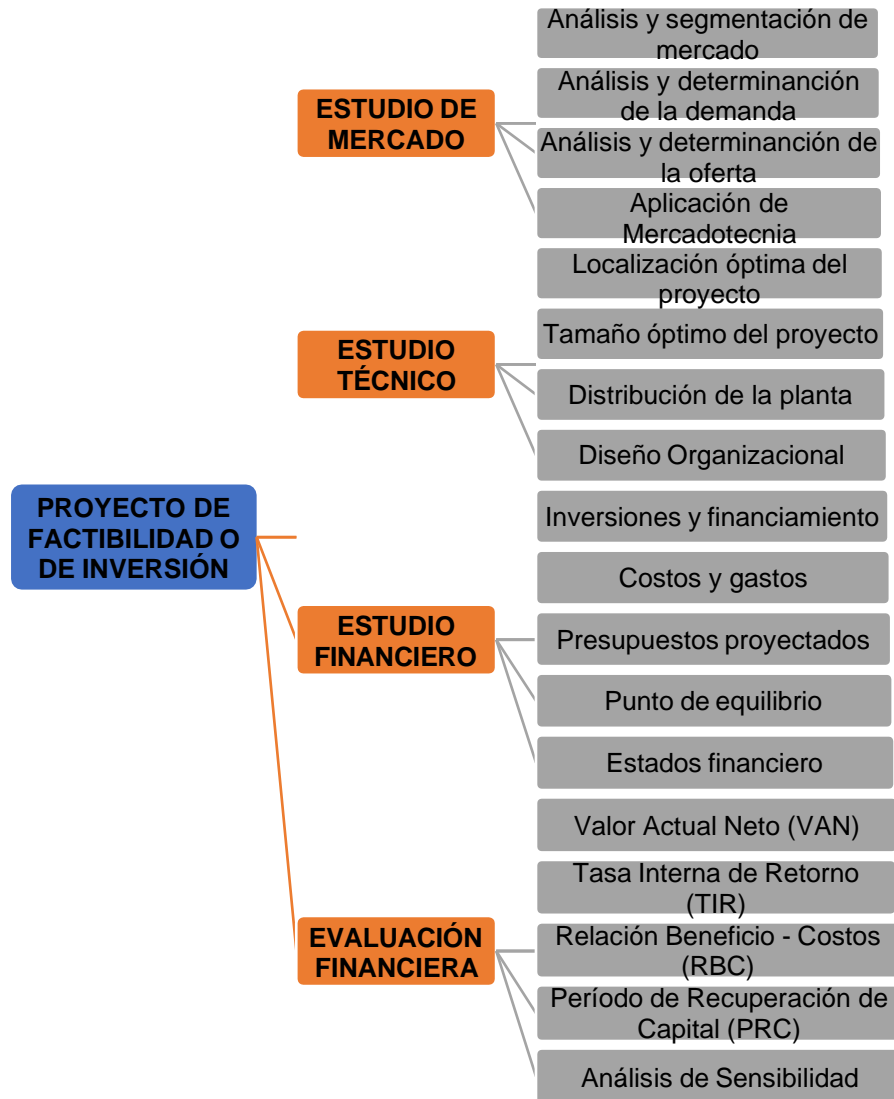 PROYECTO DE
FACTIBILIDAD O
DE INVERSIÓN
ESTUDIO DE
MERCADO
Análisis y segmentación de
mercado
Análisis y determinanción
de la demanda
Análisis y determinanción de
la oferta
Aplicación de
Mercadotecnia
ESTUDIO
TÉCNICO
Localización óptima del
proyecto
Tamaño óptimo del proyecto
Distribución de la planta
Diseño Organizacional
ESTUDIO
FINANCIERO
Inversiones y financiamiento
Costos y gastos
Presupuestos proyectados
Punto de equilibrio
Estados financiero
EVALUACIÓN
FINANCIERA
Valor Actual Neto (VAN)
Tasa Interna de Retorno
(TIR)
Relación Beneficio - Costos
(RBC)
Período de Recuperación de
Capital (PRC)
Análisis de Sensibilidad